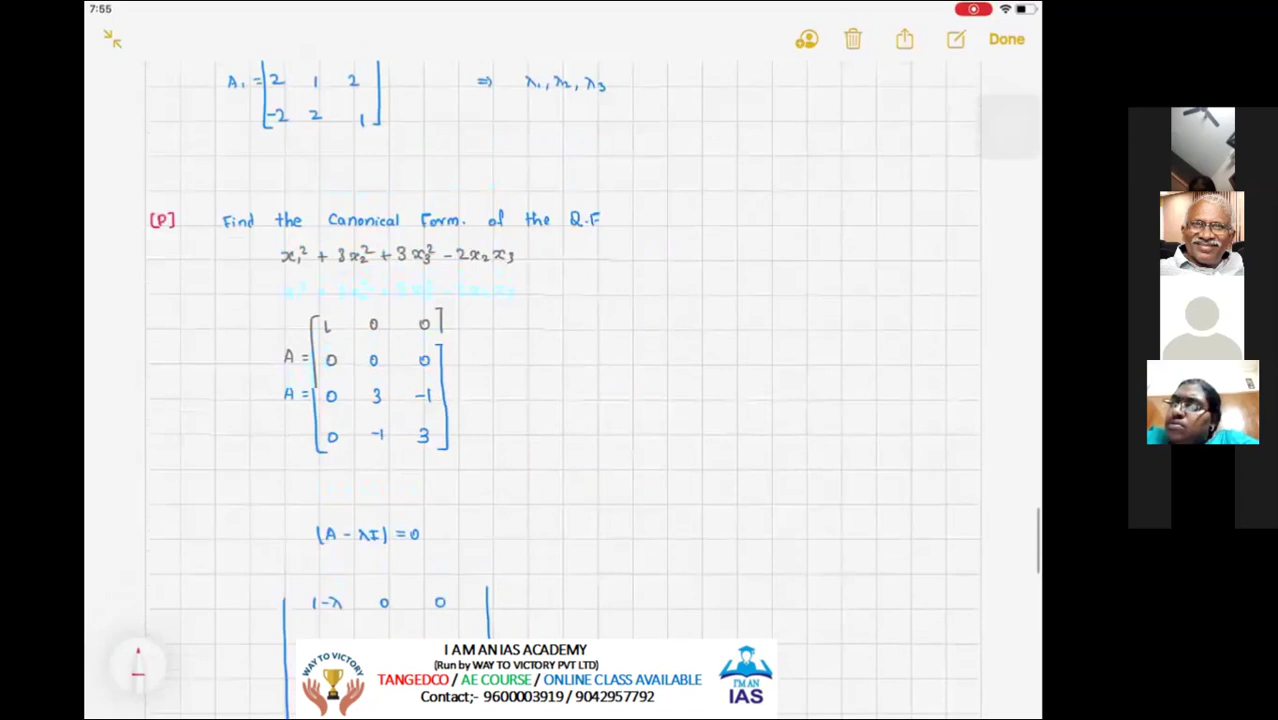 7:55
Done
A₁ = [2 1 2
-2 2 1] ⇒ λ₁, λ₂, λ₃
[P] Find the Canonical Form. of the Q.F
x₁² + 3x₂² + 3x₃² - 2x₂x₃
1 0 0
A = 0 0 0
A = 0 3 -1
0 -1 3
|A - λI| = 0
1-λ 0 0
WAY TO VICTORY
I AM AN IAS ACADEMY
(Run by WAY TO VICTORY PVT LTD)
TANGEDCO / AE COURSE / ONLINE CLASS AVAILABLE
Contact;- 9600003919 / 9042957792
I'M AN
IAS